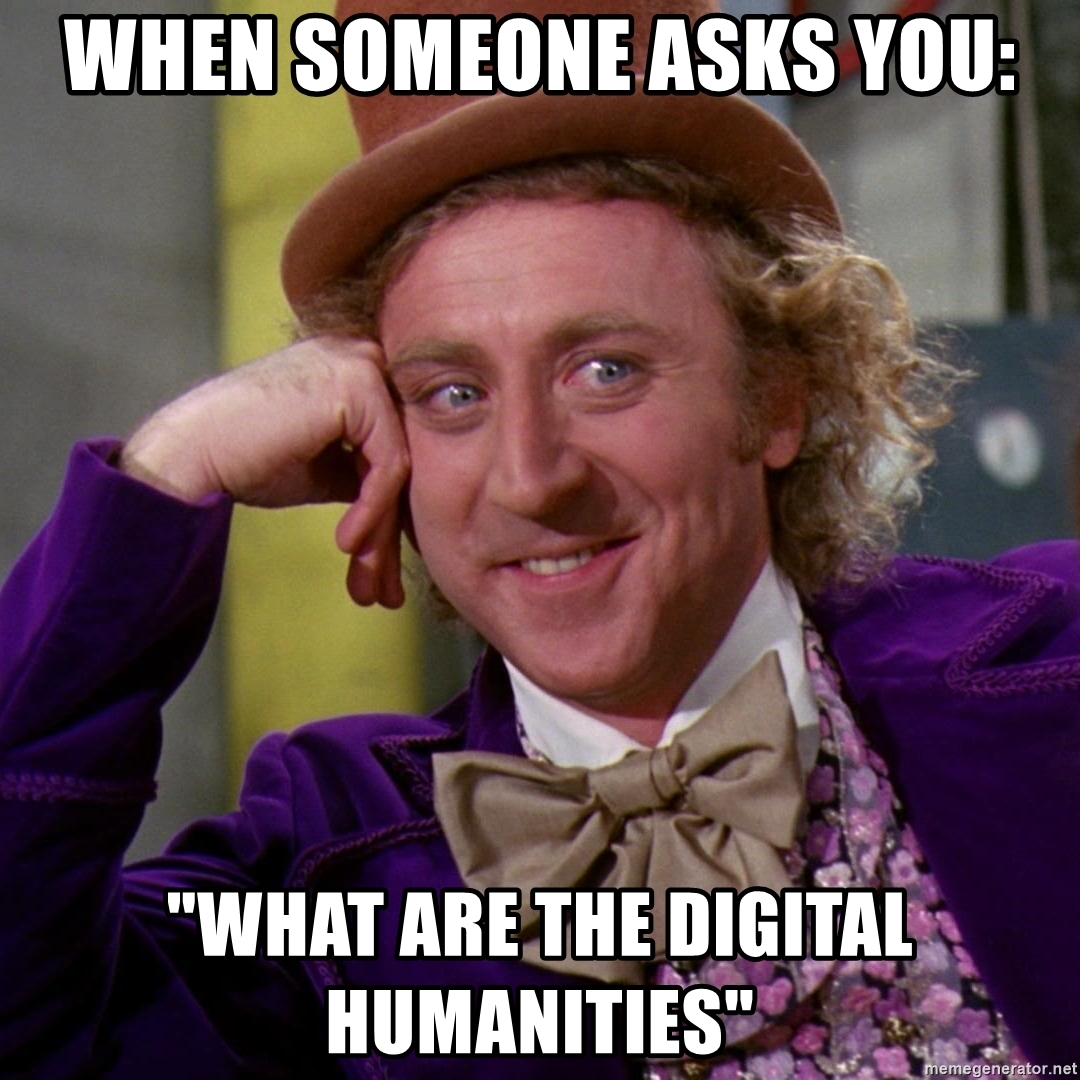 WHEN SOMEONE ASKS YOU:
"WHAT ARE THE DIGITAL
HUMANITIES"
memegenerator.net